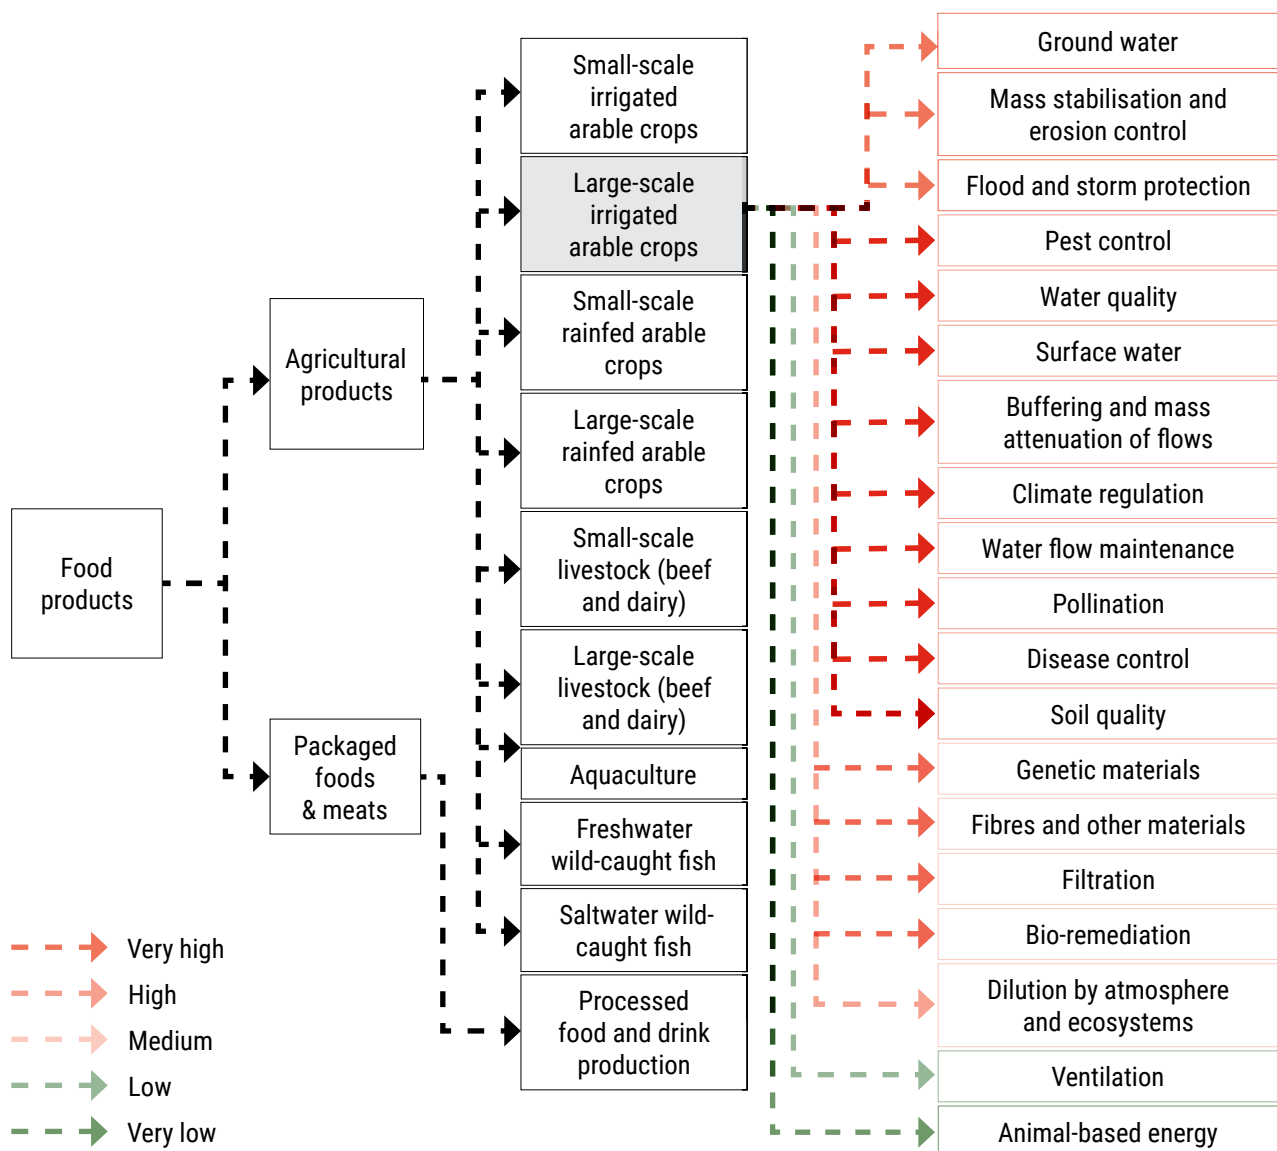 Food
products
Agricultural
products
Packaged
foods
& meats
Small-scale
irrigated
arable crops
Large-scale
irrigated
arable crops
Small-scale
rainfed arable
crops
Large-scale
rainfed arable
crops
Small-scale
livestock (beef
and dairy)
Large-scale
livestock (beef
and dairy)
Aquaculture
Freshwater
wild-caught fish
Saltwater wild-
caught fish
Processed
food and drink
production
Ground water
Mass stabilisation and
erosion control
Flood and storm protection
Pest control
Water quality
Surface water
Buffering and mass
attenuation of flows
Climate regulation
Water flow maintenance
Pollination
Disease control
Soil quality
Genetic materials
Fibres and other materials
Filtration
Bio-remediation
Dilution by atmosphere
and ecosystems
Ventilation
Animal-based energy
Very high
High
Medium
Low
Very low